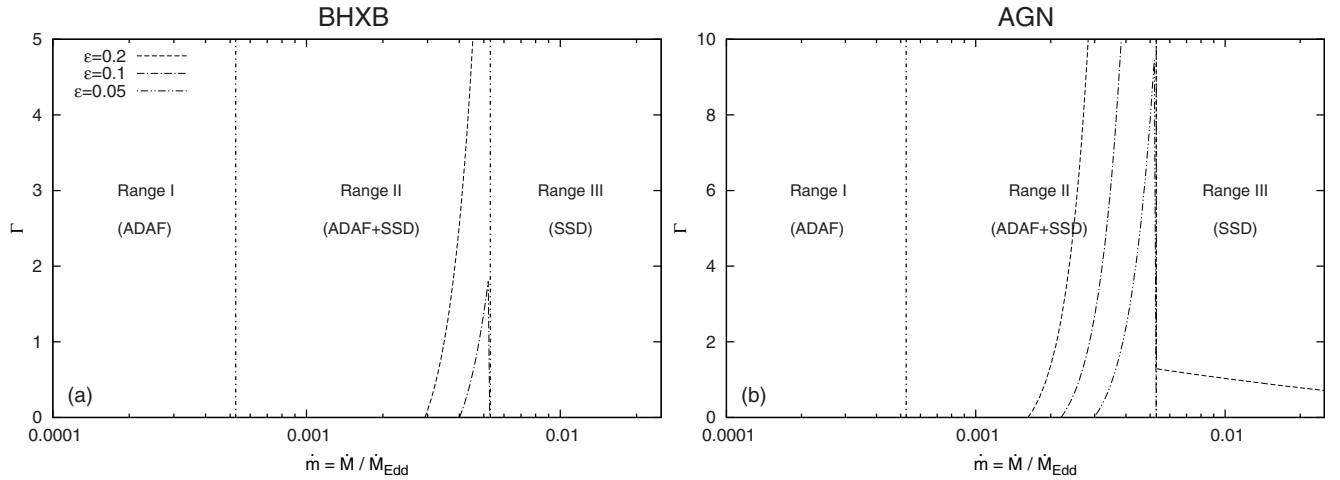 BHXB
5
4
3
2
1
0
Γ
ε=0.2
ε=0.1
ε=0.05
Range I
(ADAF)
Range II
(ADAF+SSD)
Range III
(SSD)
(a)
0.0001
0.001
0.01
ṁ = Ṁ / Ṁ_Edd
AGN
10
8
6
4
2
0
Γ
Range I
(ADAF)
Range II
(ADAF+SSD)
Range III
(SSD)
(b)
0.0001
0.001
0.01
ṁ = Ṁ / Ṁ_Edd